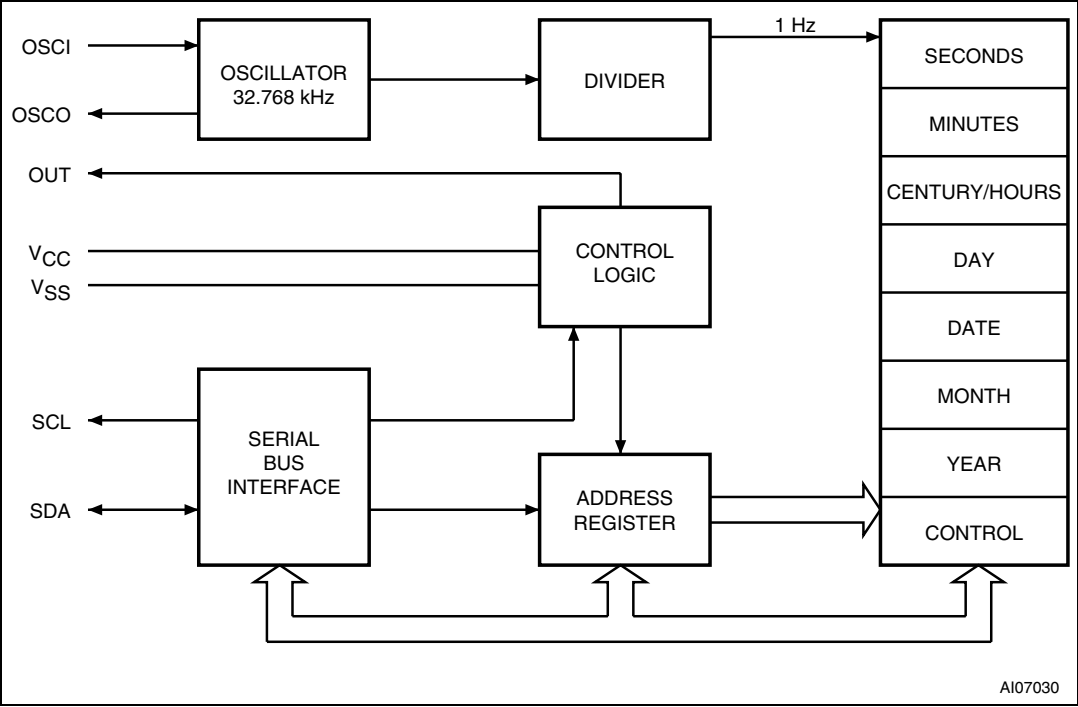 OSCI
OSCO
OUT
VCC
VSS
SCL
SDA
OSCILLATOR
32.768 kHz
DIVIDER
1 Hz
CONTROL
LOGIC
SERIAL
BUS
INTERFACE
ADDRESS
REGISTER
SECONDS
MINUTES
CENTURY/HOURS
DAY
DATE
MONTH
YEAR
CONTROL
AI07030